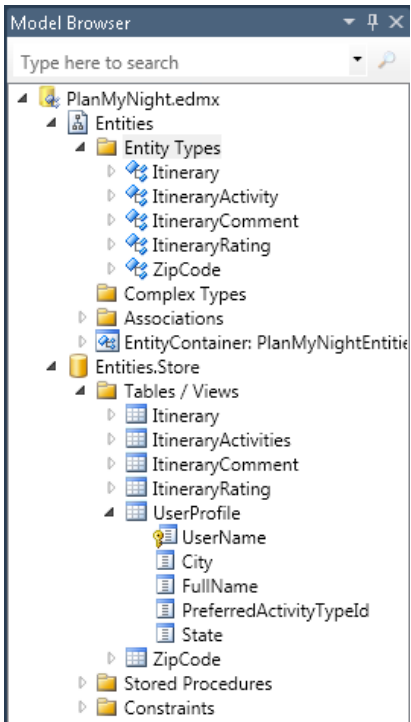 Model Browser
Type here to search
PlanMyNight.edmx
Entities
Entity Types
Itinerary
ItineraryActivity
ItineraryComment
ItineraryRating
ZipCode
Complex Types
Associations
EntityContainer: PlanMyNightEntitie
Entities.Store
Tables / Views
Itinerary
ItineraryActivities
ItineraryComment
ItineraryRating
UserProfile
UserName
City
FullName
PreferredActivityTypeId
State
ZipCode
Stored Procedures
Constraints